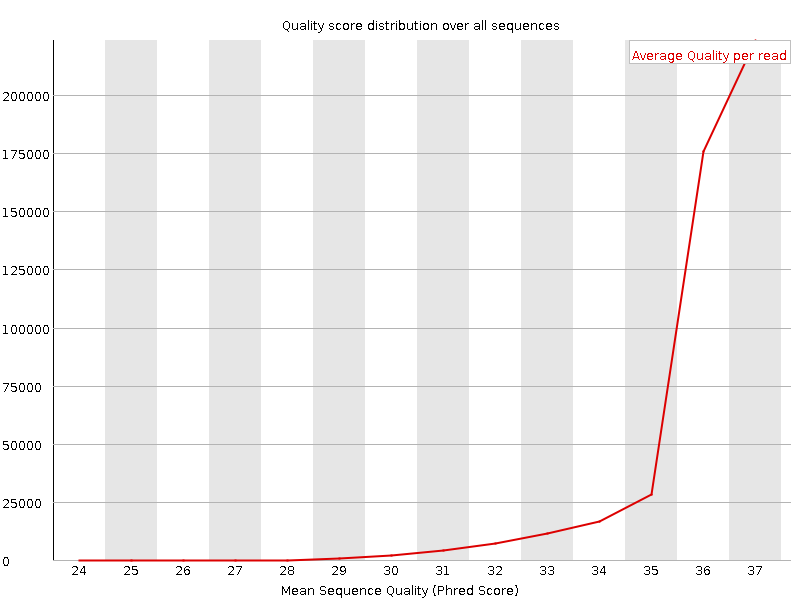 Quality score distribution over all sequences
Average Quality per read
200000
175000
150000
125000
100000
75000
50000
25000
0
24 25 26 27 28 29 30 31 32 33 34 35 36 37
Mean Sequence Quality (Phred Score)